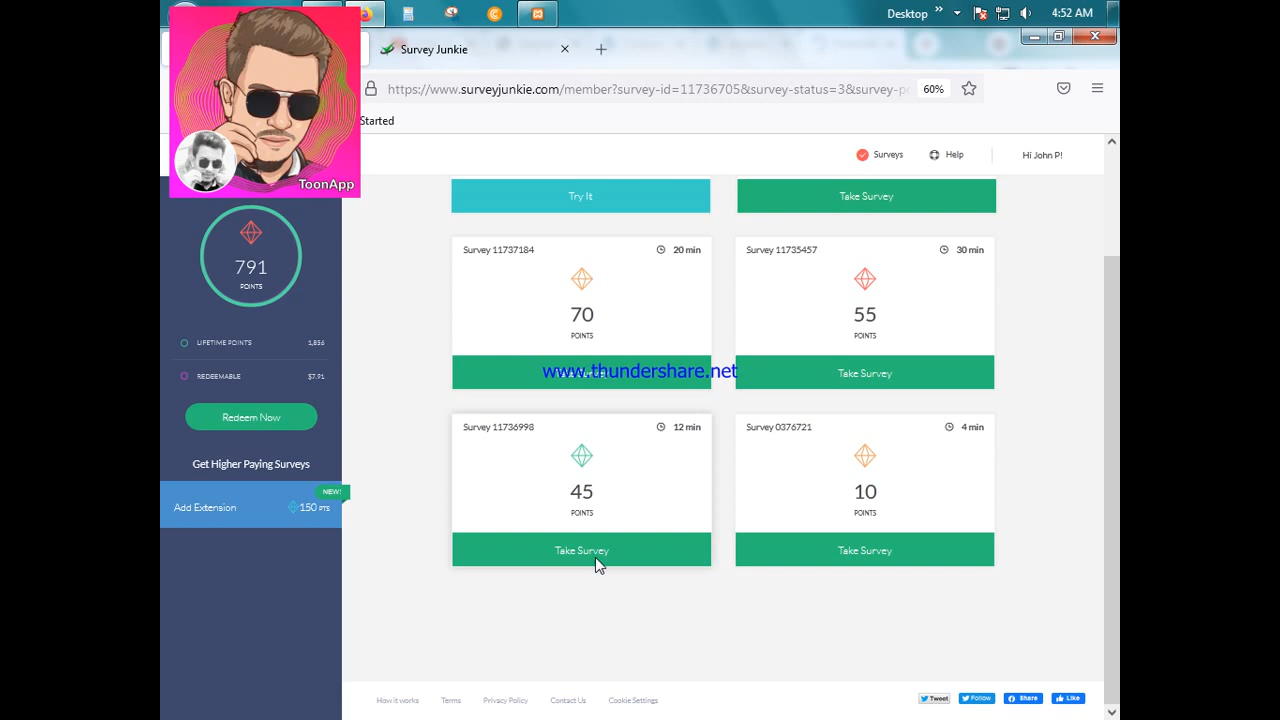 Desktop
»
4:52 AM
Survey Junkie
https://www.surveyjunkie.com/member?survey-id=11736705&survey-status=3&survey-p
60%
Started
ToonApp
Surveys
Help
Hi John P!
Try It
Take Survey
791
POINTS
LIFETIME POINTS 1,856
REDEEMABLE $7.91
Redeem Now
Get Higher Paying Surveys
NEW!
Add Extension 150 PTS
Survey 11737184 20 min
70
POINTS
Survey 11735457 30 min
55
POINTS
Take Survey
www.thundershare.net
Survey 11736998 12 min
45
POINTS
Take Survey
Survey 0376721 4 min
10
POINTS
Take Survey
How it works Terms Privacy Policy Contact Us Cookie Settings
Tweet Follow Share Like